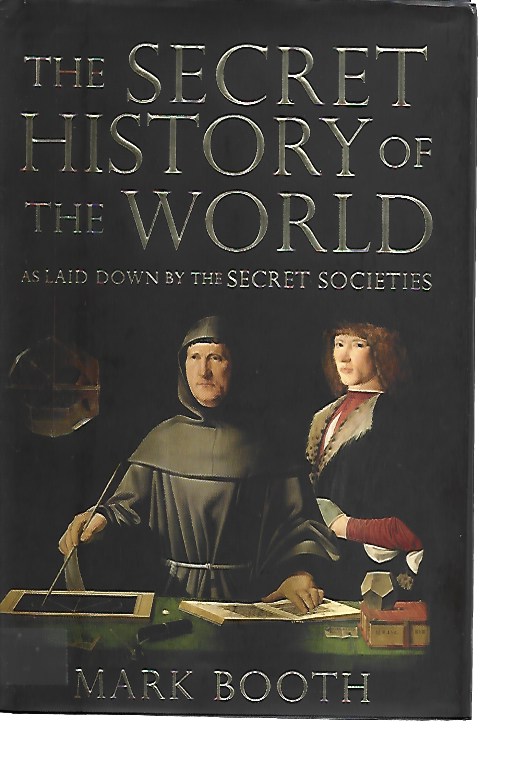 THE SECRET
HISTORY OF
THE WORLD
AS LAID DOWN BY THE SECRET SOCIETIES
MARK BOOTH